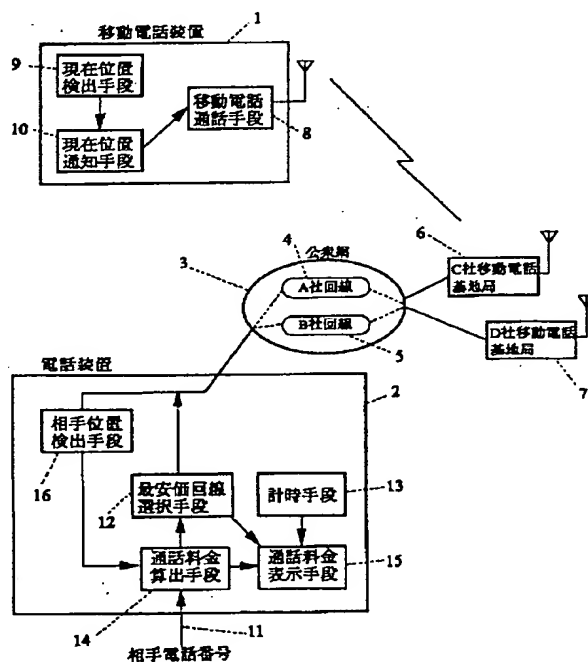 移動電話装置
1
9
現在位置
検出手段
10
現在位置
通知手段
移動電話
通話手段
8
公衆網
3
4
A社回線
B社回線
5
6
C社移動電話
基地局
D社移動電話
基地局
7
電話装置
2
相手位置
検出手段
16
最安価回線
選択手段
12
計時手段
13
通話料金
算出手段
14
通話料金
表示手段
15
11
相手電話番号